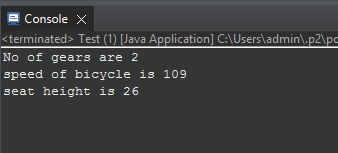 Console
<terminated> Test (1) [Java Application] C:\Users\admin\.p2\po
No of gears are 2
speed of bicycle is 109
seat height is 26